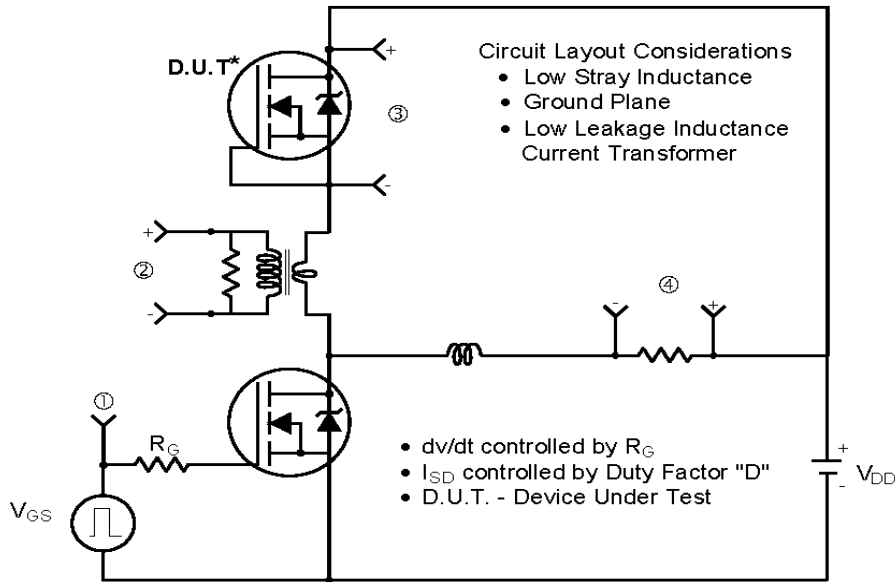 D.U.T*
+
③
-
Circuit Layout Considerations
• Low Stray Inductance
• Ground Plane
• Low Leakage Inductance
Current Transformer
+
②
-
④
- +
①
RG
VGS
• dv/dt controlled by RG
• ISD controlled by Duty Factor "D"
• D.U.T. - Device Under Test
+
VDD
-